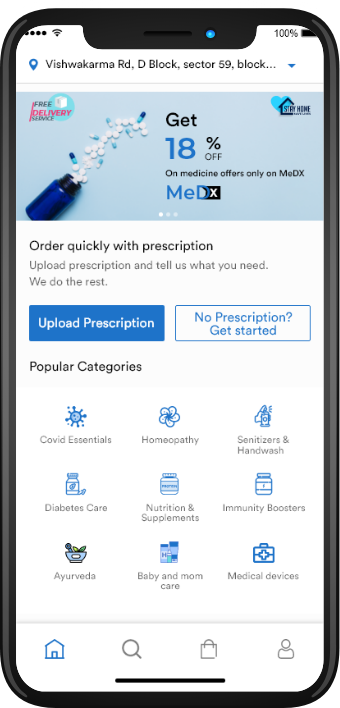 100%
Vishwakarma Rd, D Block, sector 59, block...
FREE
DELIVERY
SERVICE
STAY HOME
Get
18 % OFF
On medicine offers only on MeDX
MeDX
Order quickly with prescription
Upload prescription and tell us what you need.
We do the rest.
Upload Prescription
No Prescription?
Get started
Popular Categories
Covid Essentials
Homeopathy
Senitizers &
Handwash
Diabetes Care
Nutrition &
Supplements
Immunity Boosters
Ayurveda
Baby and mom
care
Medical devices